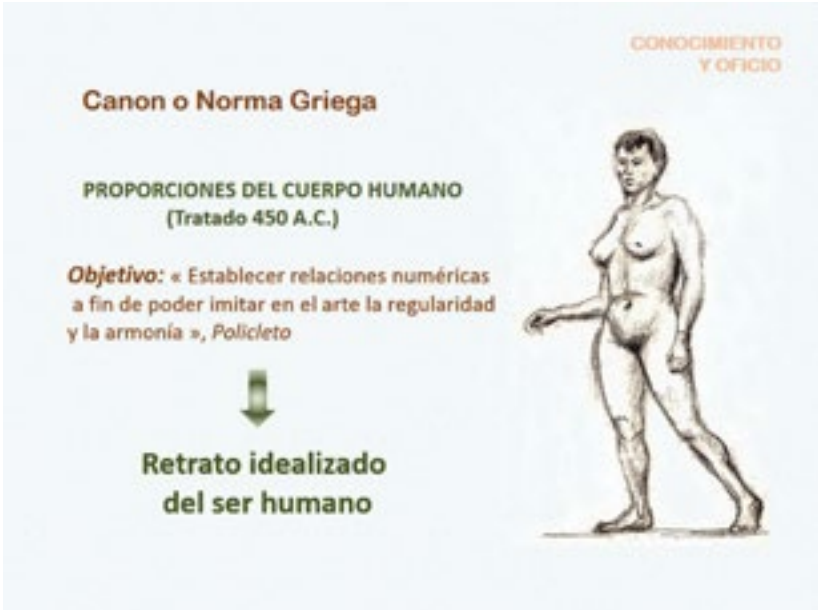 CONOCIMIENTO
Y OFICIO
Canon o Norma Griega
PROPORCIONES DEL CUERPO HUMANO
(Tratado 450 A.C.)
Objetivo: « Establecer relaciones numéricas
a fin de poder imitar en el arte la regularidad
y la armonía », Policleto
Retrato idealizado
del ser humano